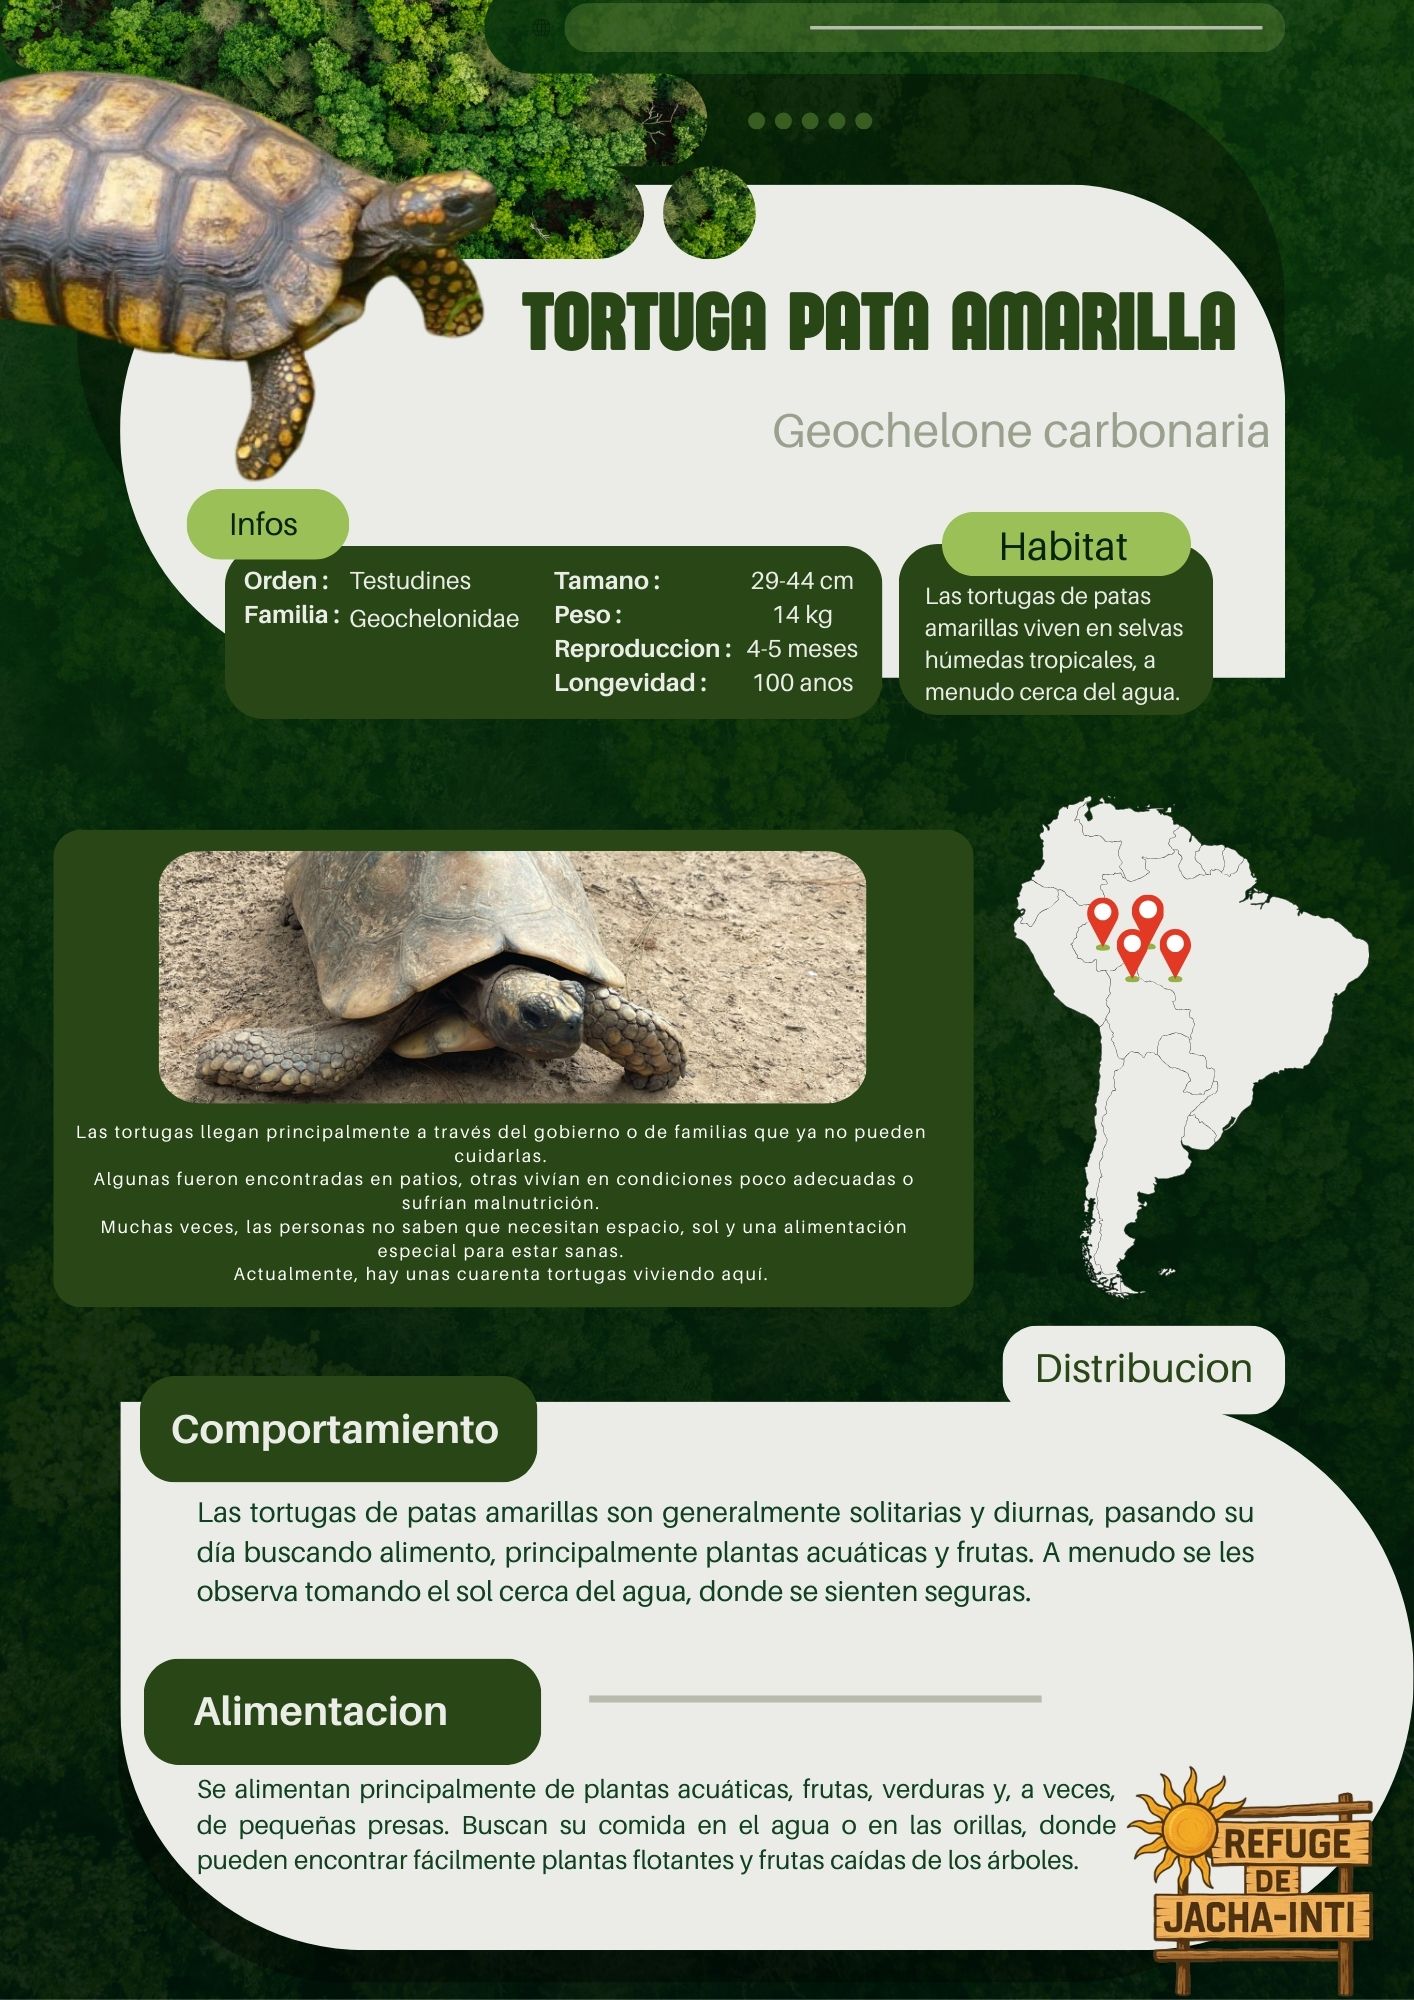 TORTUGA PATA AMARILLA
Geochelone carbonaria
Infos
Orden : Testudines
Familia : Geochelonidae
Tamano : 29-44 cm
Peso : 14 kg
Reproduccion : 4-5 meses
Longevidad : 100 anos
Habitat
Las tortugas de patas
amarillas viven en selvas
húmedas tropicales, a
menudo cerca del agua.
Las tortugas llegan principalmente a través del gobierno o de familias que ya no pueden
cuidarlas.
Algunas fueron encontradas en patios, otras vivían en condiciones poco adecuadas o
sufrían malnutrición.
Muchas veces, las personas no saben que necesitan espacio, sol y una alimentación
especial para estar sanas.
Actualmente, hay unas cuarenta tortugas viviendo aquí.
Distribucion
Comportamiento
Las tortugas de patas amarillas son generalmente solitarias y diurnas, pasando su
día buscando alimento, principalmente plantas acuáticas y frutas. A menudo se les
observa tomando el sol cerca del agua, donde se sienten seguras.
Alimentacion
Se alimentan principalmente de plantas acuáticas, frutas, verduras y, a veces,
de pequeñas presas. Buscan su comida en el agua o en las orillas, donde
pueden encontrar fácilmente plantas flotantes y frutas caídas de los árboles.
REFUGE
DE
JACHA-INTI